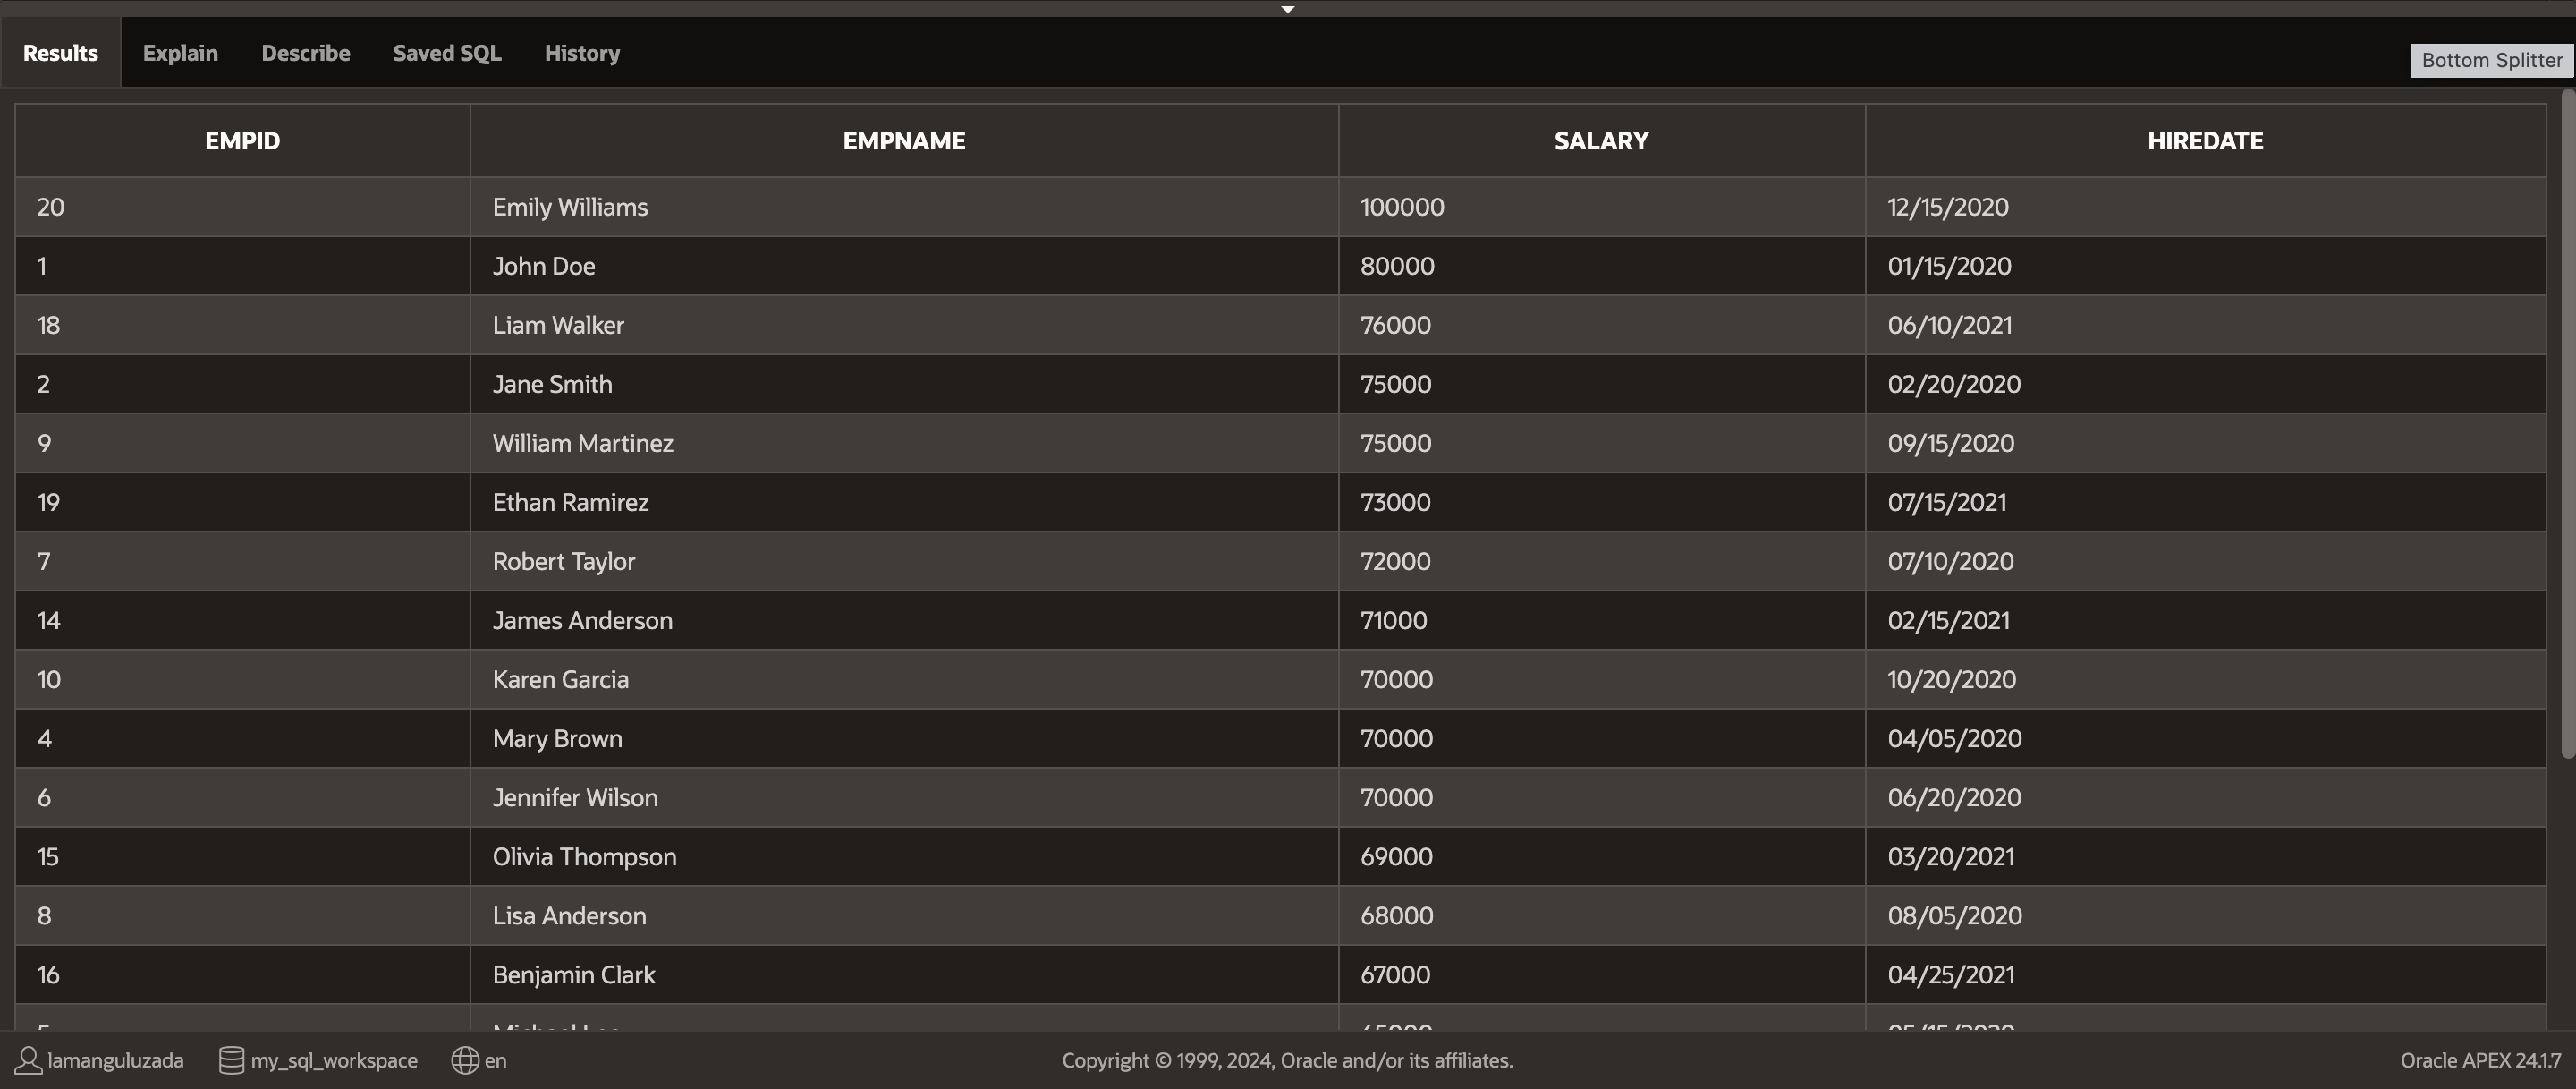 Results Explain Describe Saved SQL History
Bottom Splitter
EMPID EMPNAME SALARY HIREDATE
20 Emily Williams 100000 12/15/2020
1 John Doe 80000 01/15/2020
18 Liam Walker 76000 06/10/2021
2 Jane Smith 75000 02/20/2020
9 William Martinez 75000 09/15/2020
19 Ethan Ramirez 73000 07/15/2021
7 Robert Taylor 72000 07/10/2020
14 James Anderson 71000 02/15/2021
10 Karen Garcia 70000 10/20/2020
4 Mary Brown 70000 04/05/2020
6 Jennifer Wilson 70000 06/20/2020
15 Olivia Thompson 69000 03/20/2021
8 Lisa Anderson 68000 08/05/2020
16 Benjamin Clark 67000 04/25/2021
lamanguluzada my_sql_workspace en Copyright © 1999, 2024, Oracle and/or its affiliates. Oracle APEX 24.1.7